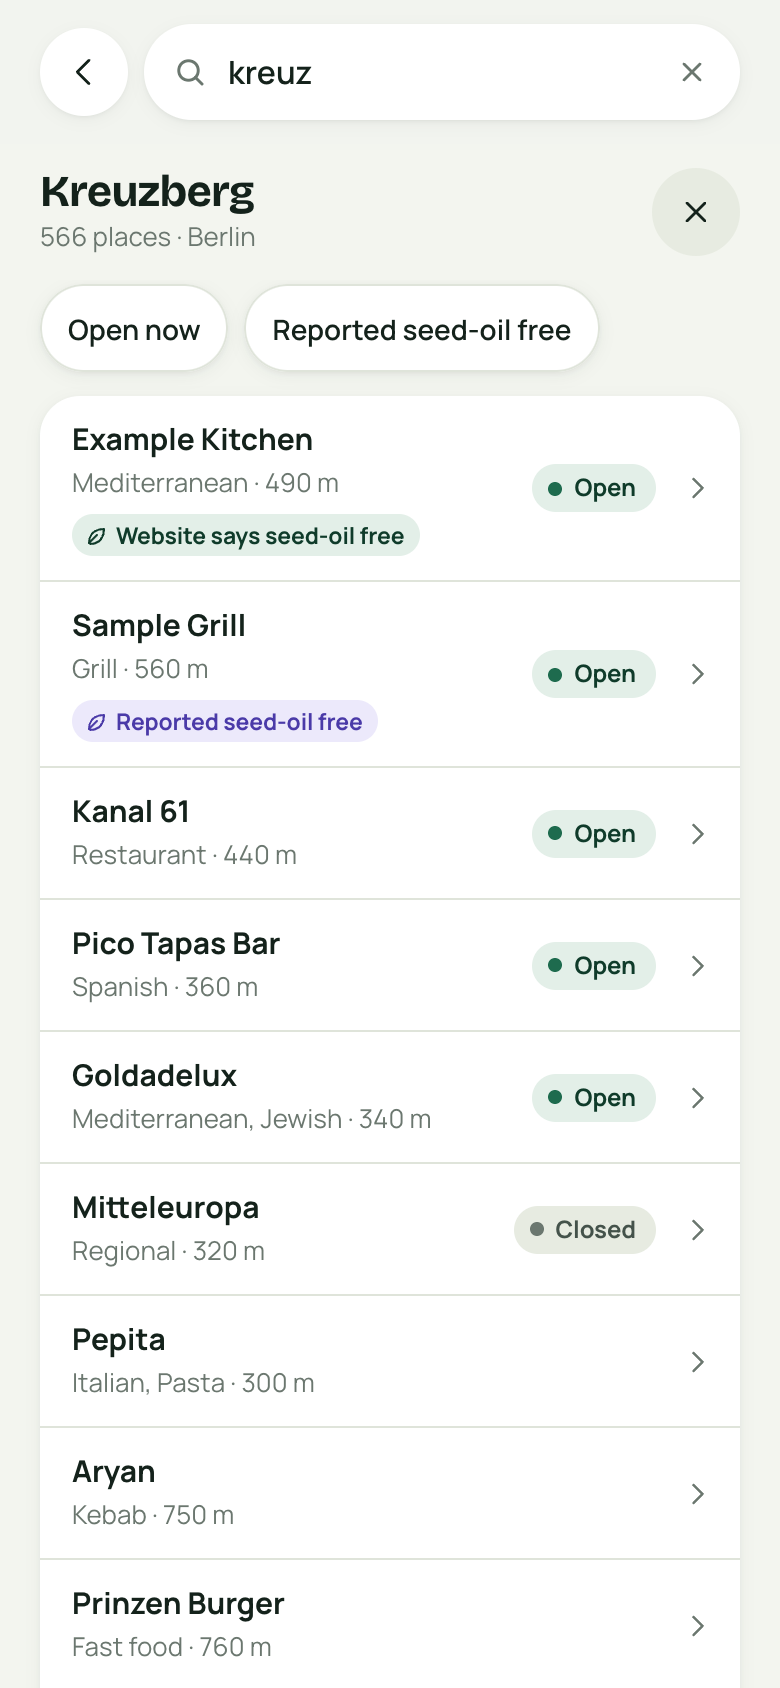 kreuz
Kreuzberg
566 places · Berlin
Open now
Reported seed-oil free
Example Kitchen
Mediterranean · 490 m
Open
Website says seed-oil free
Sample Grill
Grill · 560 m
Open
Reported seed-oil free
Kanal 61
Restaurant · 440 m
Open
Pico Tapas Bar
Spanish · 360 m
Open
Goldadelux
Mediterranean, Jewish · 340 m
Open
Mitteleuropa
Regional · 320 m
Closed
Pepita
Italian, Pasta · 300 m
Aryan
Kebab · 750 m
Prinzen Burger
Fast food · 760 m